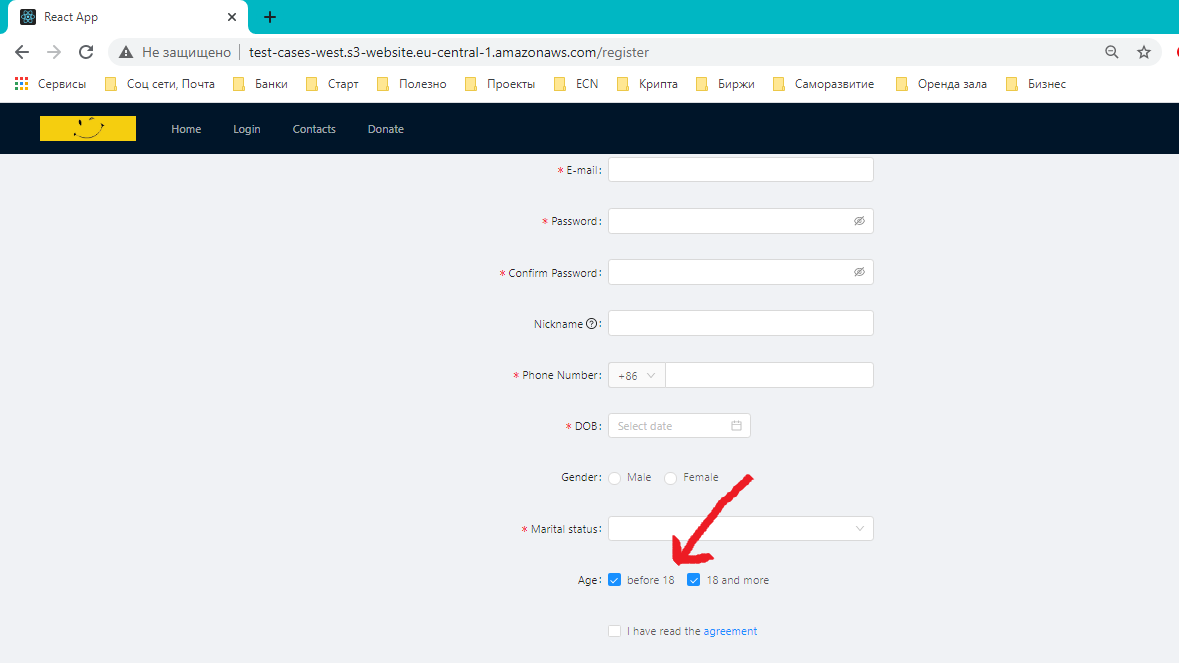 React App
Не защищено test-cases-west.s3-website.eu-central-1.amazonaws.com/register
Сервисы Соц сети, Почта Банки Старт Полезно Проекты ECN Крипта Биржи Саморазвитие Оренда зала Бизнес
Home Login Contacts Donate
* E-mail:
* Password:
* Confirm Password:
Nickname ?:
* Phone Number: +86
* DOB: Select date
Gender: Male Female
* Marital status:
Age: before 18 18 and more
I have read the agreement